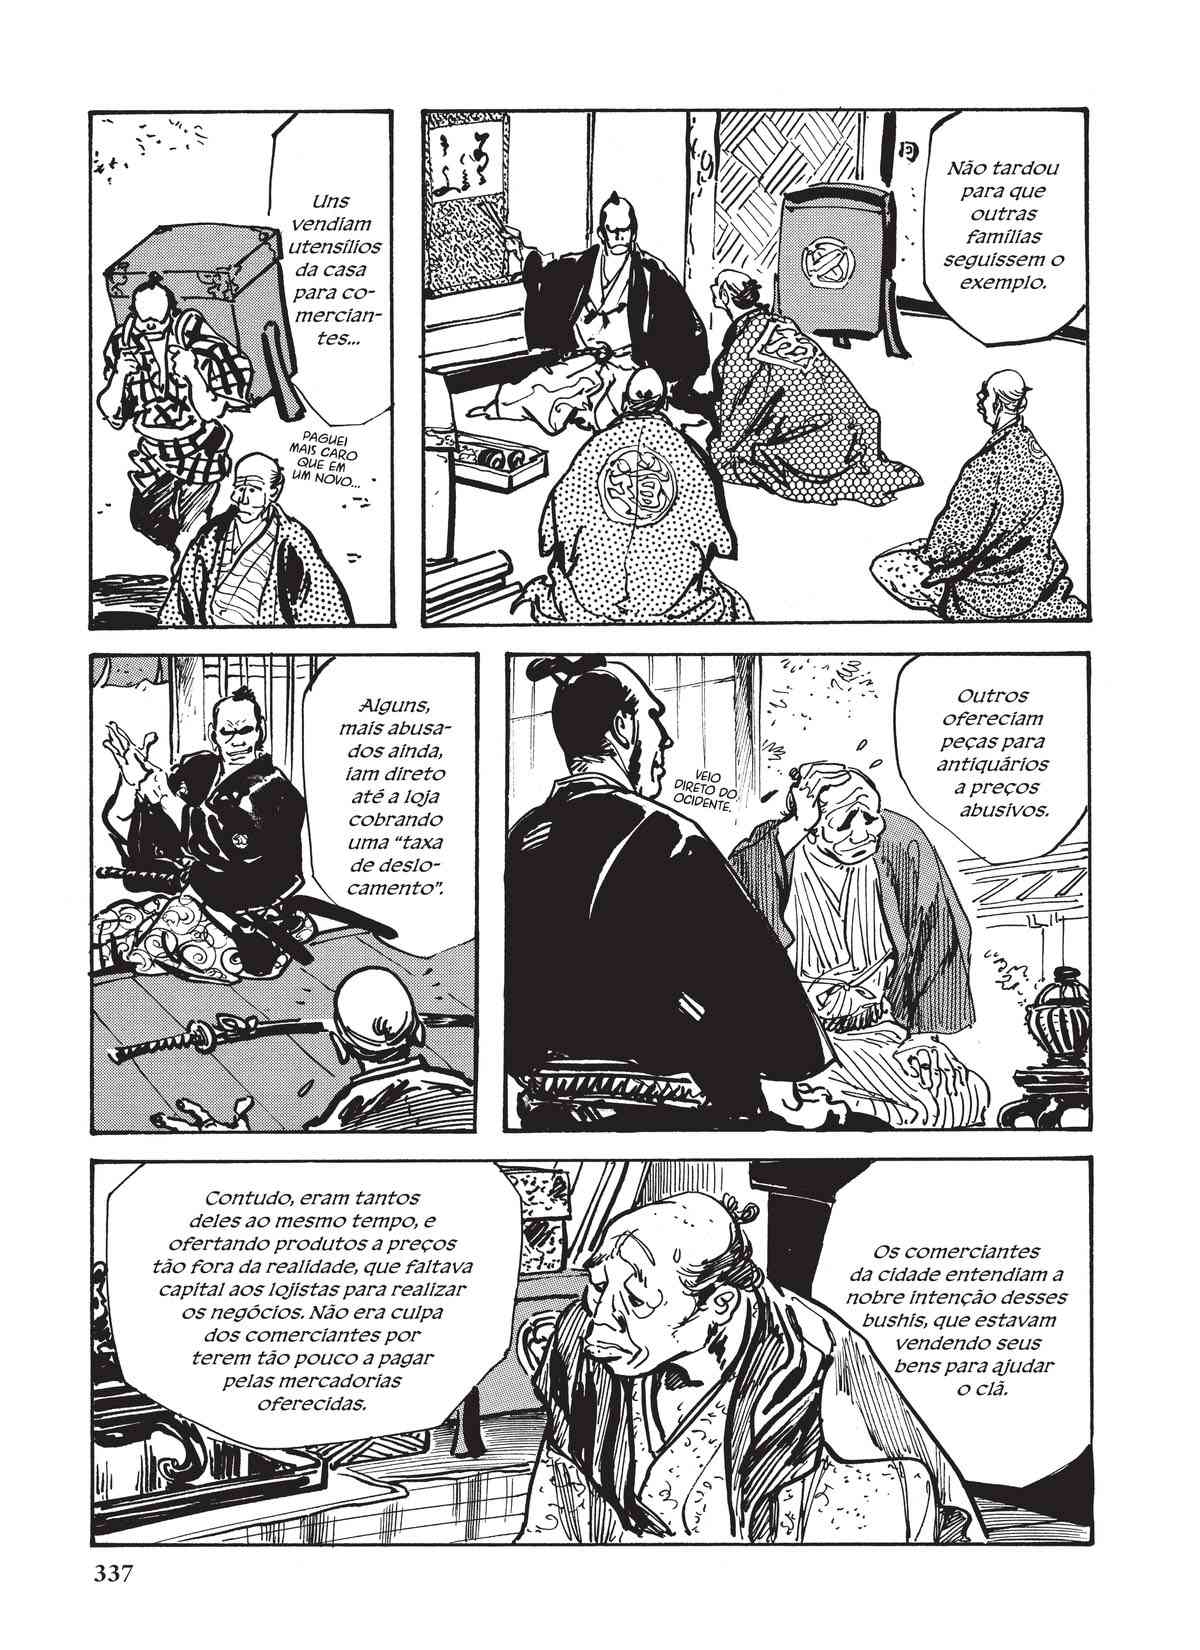 Não tardou
para que
outras
famílias
seguissem o
exemplo.
Uns
vendiam
utensílios
da casa
para co-
mercian-
tes...
PAGUEI
MAIS CARO
QUE EM
UM NOVO...
Outros
ofereciam
peças para
antiquários
a preços
abusivos.
VEIO
DIRETO DO
OCIDENTE.
Alguns,
mais abusa-
dos ainda,
iam direto
até a loja
cobrando
uma “taxa
de deslo-
camento”.
Os comerciantes
da cidade entendiam a
nobre intenção desses
bushis, que estavam
vendendo seus
bens para ajudar
o clã.
Contudo, eram tantos
deles ao mesmo tempo, e
ofertando produtos a preços
tão fora da realidade, que faltava
capital aos lojistas para realizar
os negócios. Não era culpa
dos comerciantes por
terem tão pouco a pagar
pelas mercadorias
oferecidas.
337